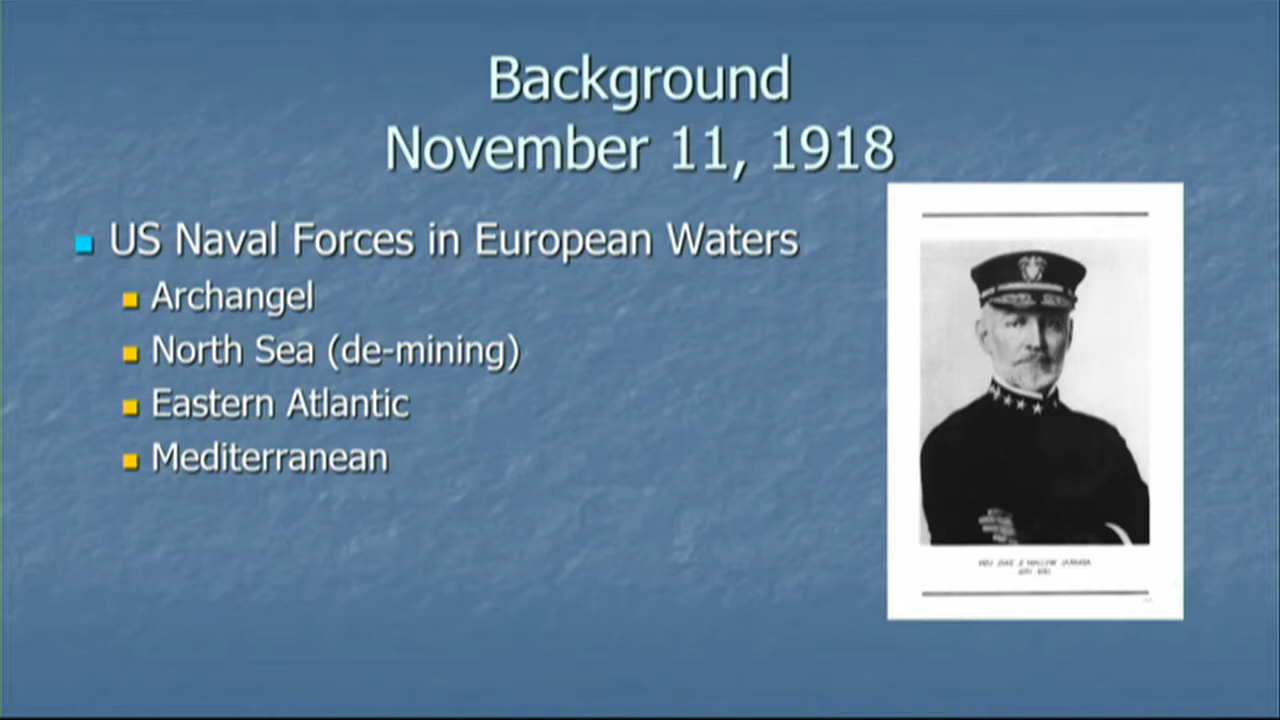 Background
November 11, 1918
US Naval Forces in European Waters
Archangel
North Sea (de-mining)
Eastern Atlantic
Mediterranean